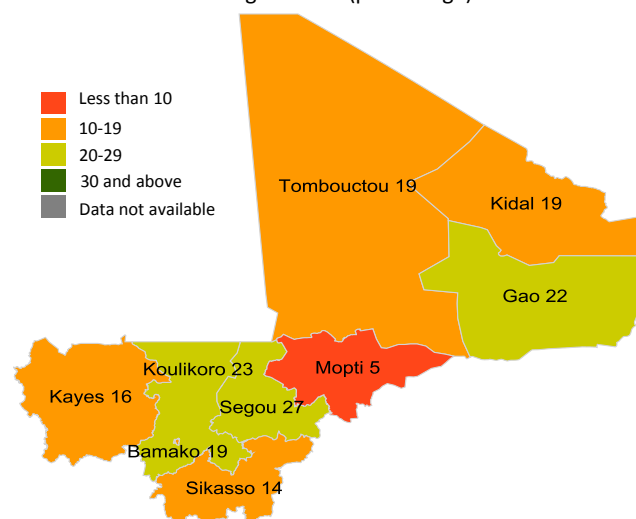 Less than 10
10-19
20-29
30 and above
Data not available
Tombouctou 19
Kidal 19
Gao 22
Mopti 5
Koulikoro 23
Kayes 16
Segou 27
Bamako 19
Sikasso 14